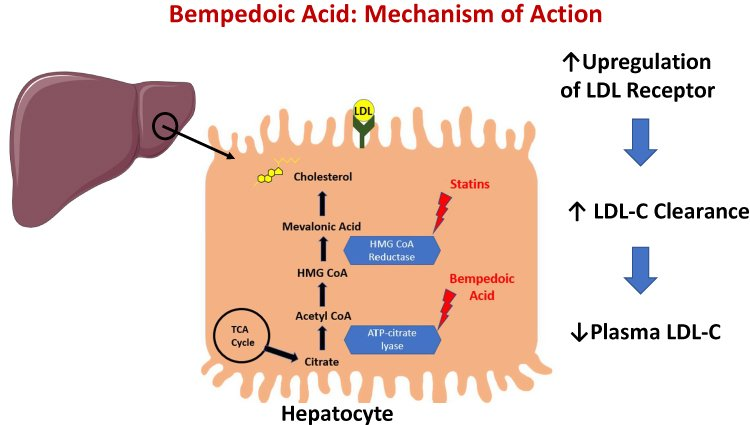 Bempedoic Acid: Mechanism of Action
↑Upregulation
of LDL Receptor
↑ LDL-C Clearance
↓Plasma LDL-C
LDL
Cholesterol
Statins
Mevalonic Acid
HMG CoA
Reductase
HMG CoA
Bempedoic
Acid
Acetyl CoA
ATP-citrate
lyase
TCA
Cycle
Citrate
Hepatocyte